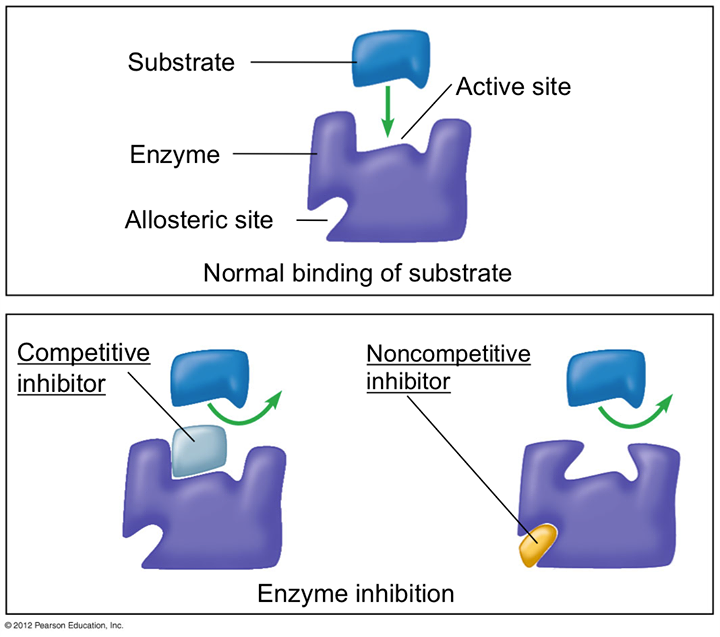 Substrate
Active site
Enzyme
Allosteric site
Normal binding of substrate
Competitive
inhibitor
Noncompetitive
inhibitor
Enzyme inhibition
© 2012 Pearson Education, Inc.